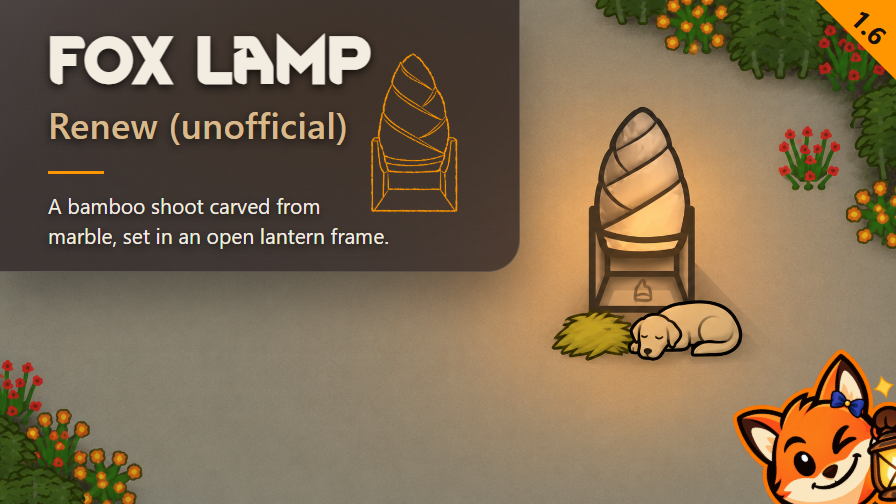 FOX LAMP
Renew (unofficial)
A bamboo shoot carved from
marble, set in an open lantern frame.
1.6